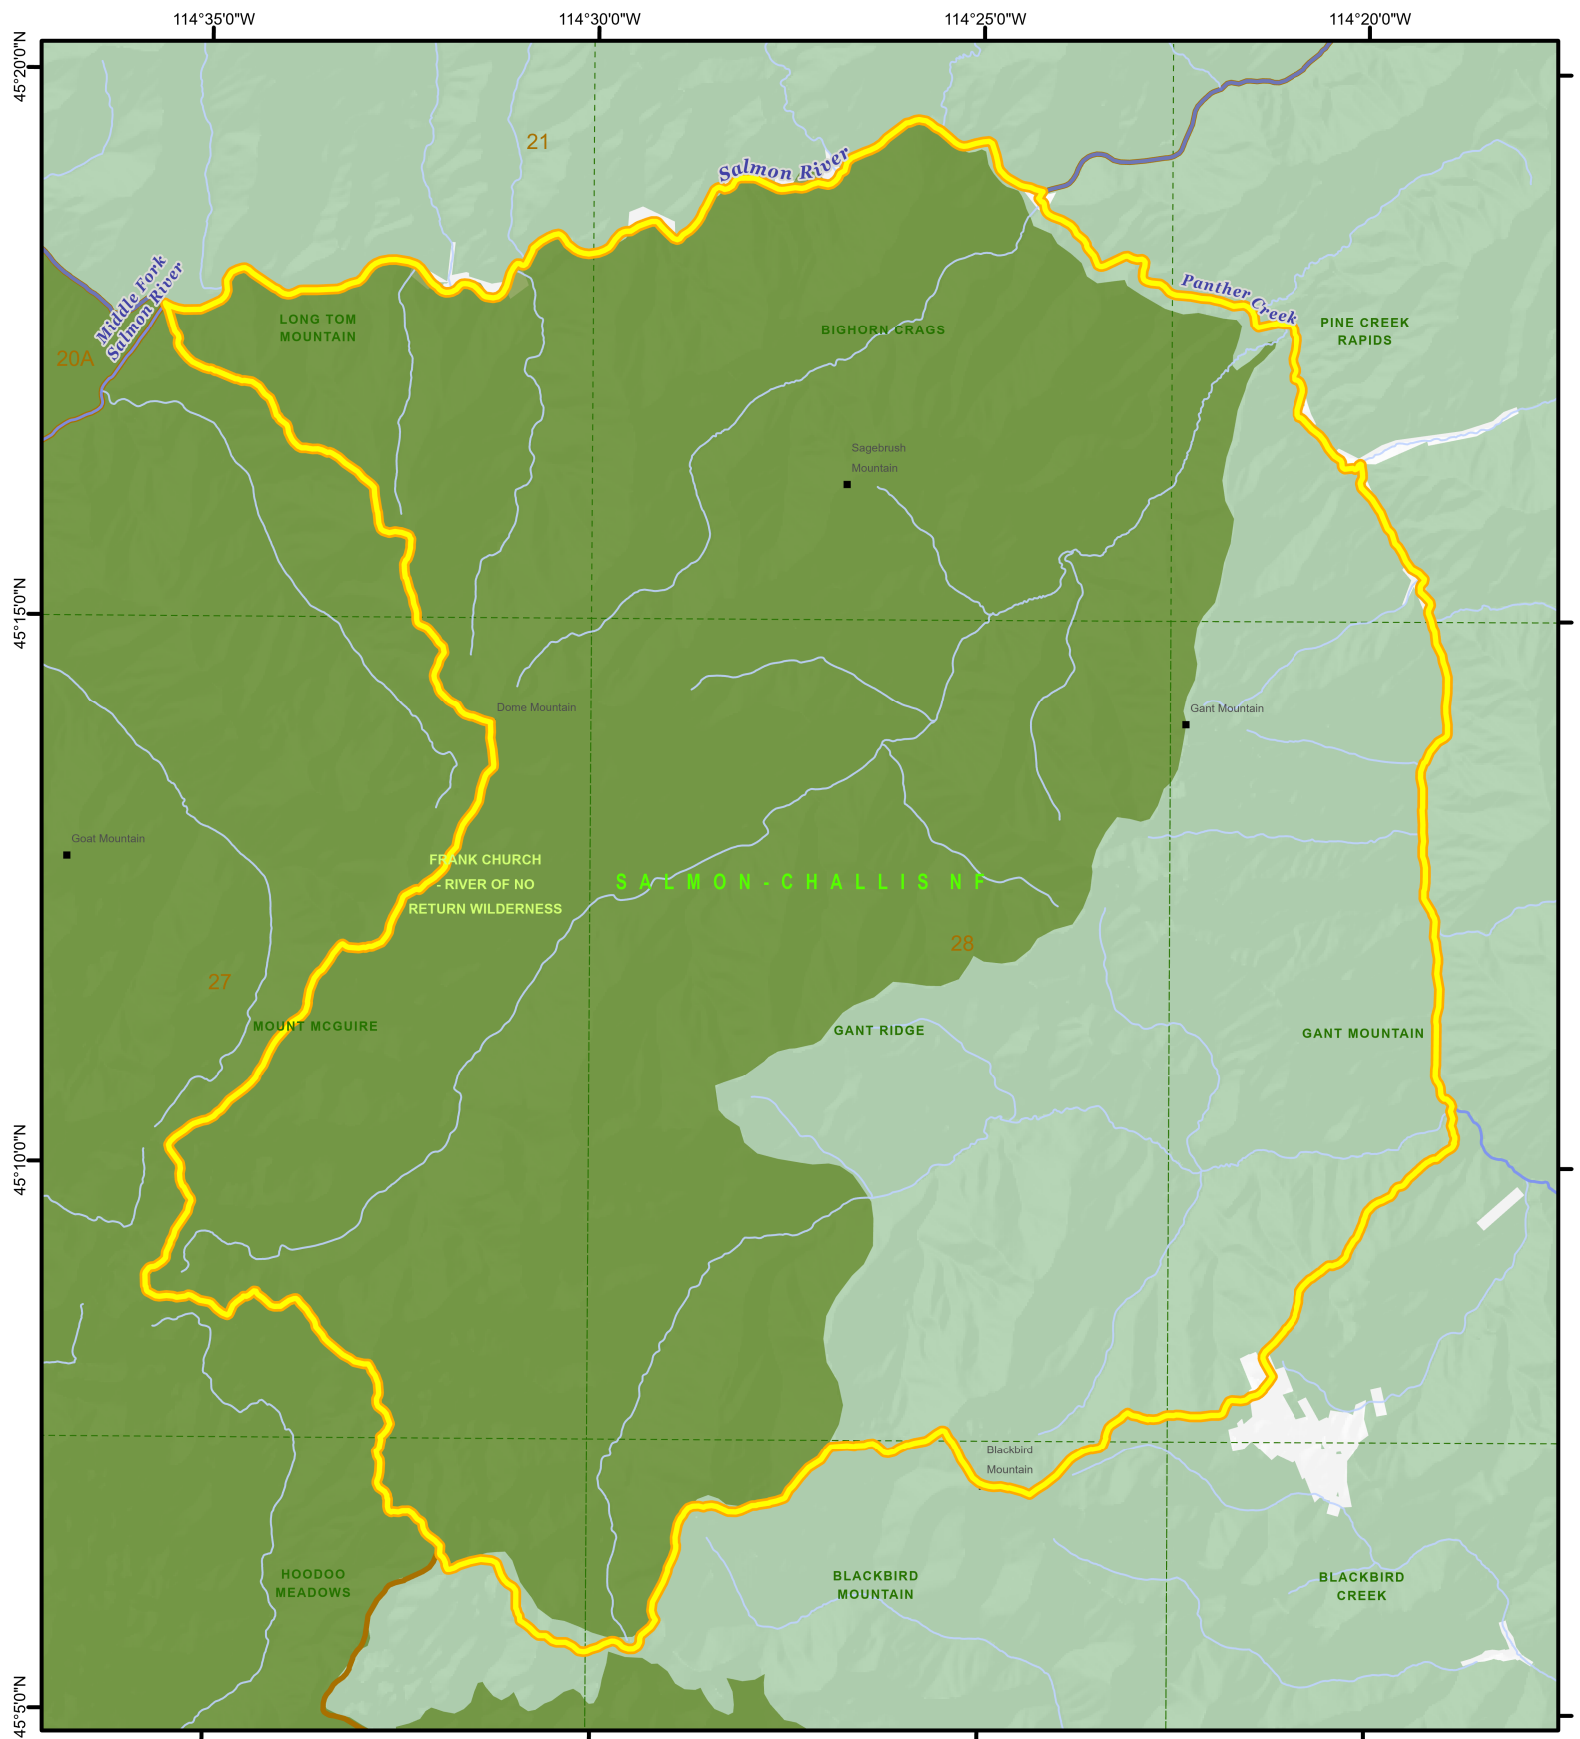 114°35'0"W
114°30'0"W
114°25'0"W
114°20'0"W
45°20'0"N
21
Salmon River
Middle Fork
Salmon River
Panther Creek
20A
LONG TOM
MOUNTAIN
BIGHORN CRAGS
PINE CREEK
RAPIDS
Sagebrush
Mountain
45°15'0"N
Dome Mountain
Gant Mountain
Goat Mountain
FRANK CHURCH
- RIVER OF NO
RETURN WILDERNESS
SALMON-CHALLIS NF
28
27
MOUNT MCGUIRE
GANT RIDGE
GANT MOUNTAIN
45°10'0"N
Blackbird
Mountain
HOODOO
MEADOWS
BLACKBIRD
MOUNTAIN
BLACKBIRD
CREEK
45°5'0"N